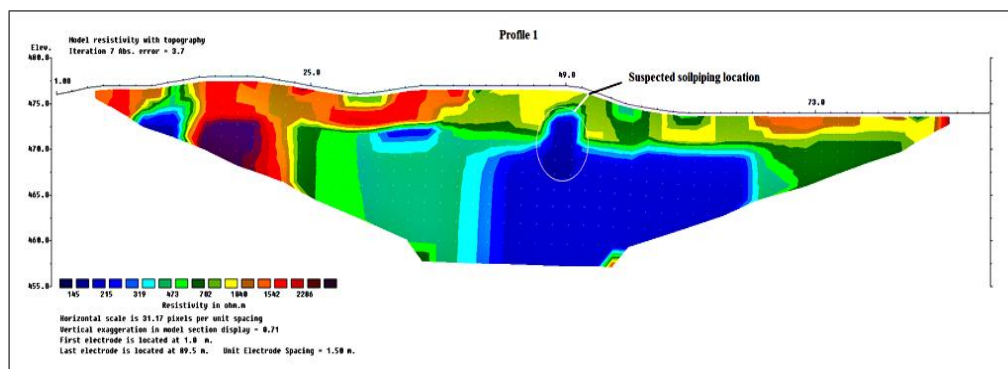 Profile 1
Model resistivity with topography
Iteration 7 Abs. error = 3.7
Elev.
480.0
1.00
25.0
49.0
Suspected soilpiping location
73.0
475.0
470.0
465.0
460.0
455.0
145 215 319 473 702 1040 1542 2286
Resistivity in ohm.m
Horizontal scale is 31.17 pixels per unit spacing
Vertical exaggeration in model section display = 0.71
First electrode is located at 1.0 m.
Last electrode is located at 89.5 m. Unit Electrode Spacing = 1.50 m.